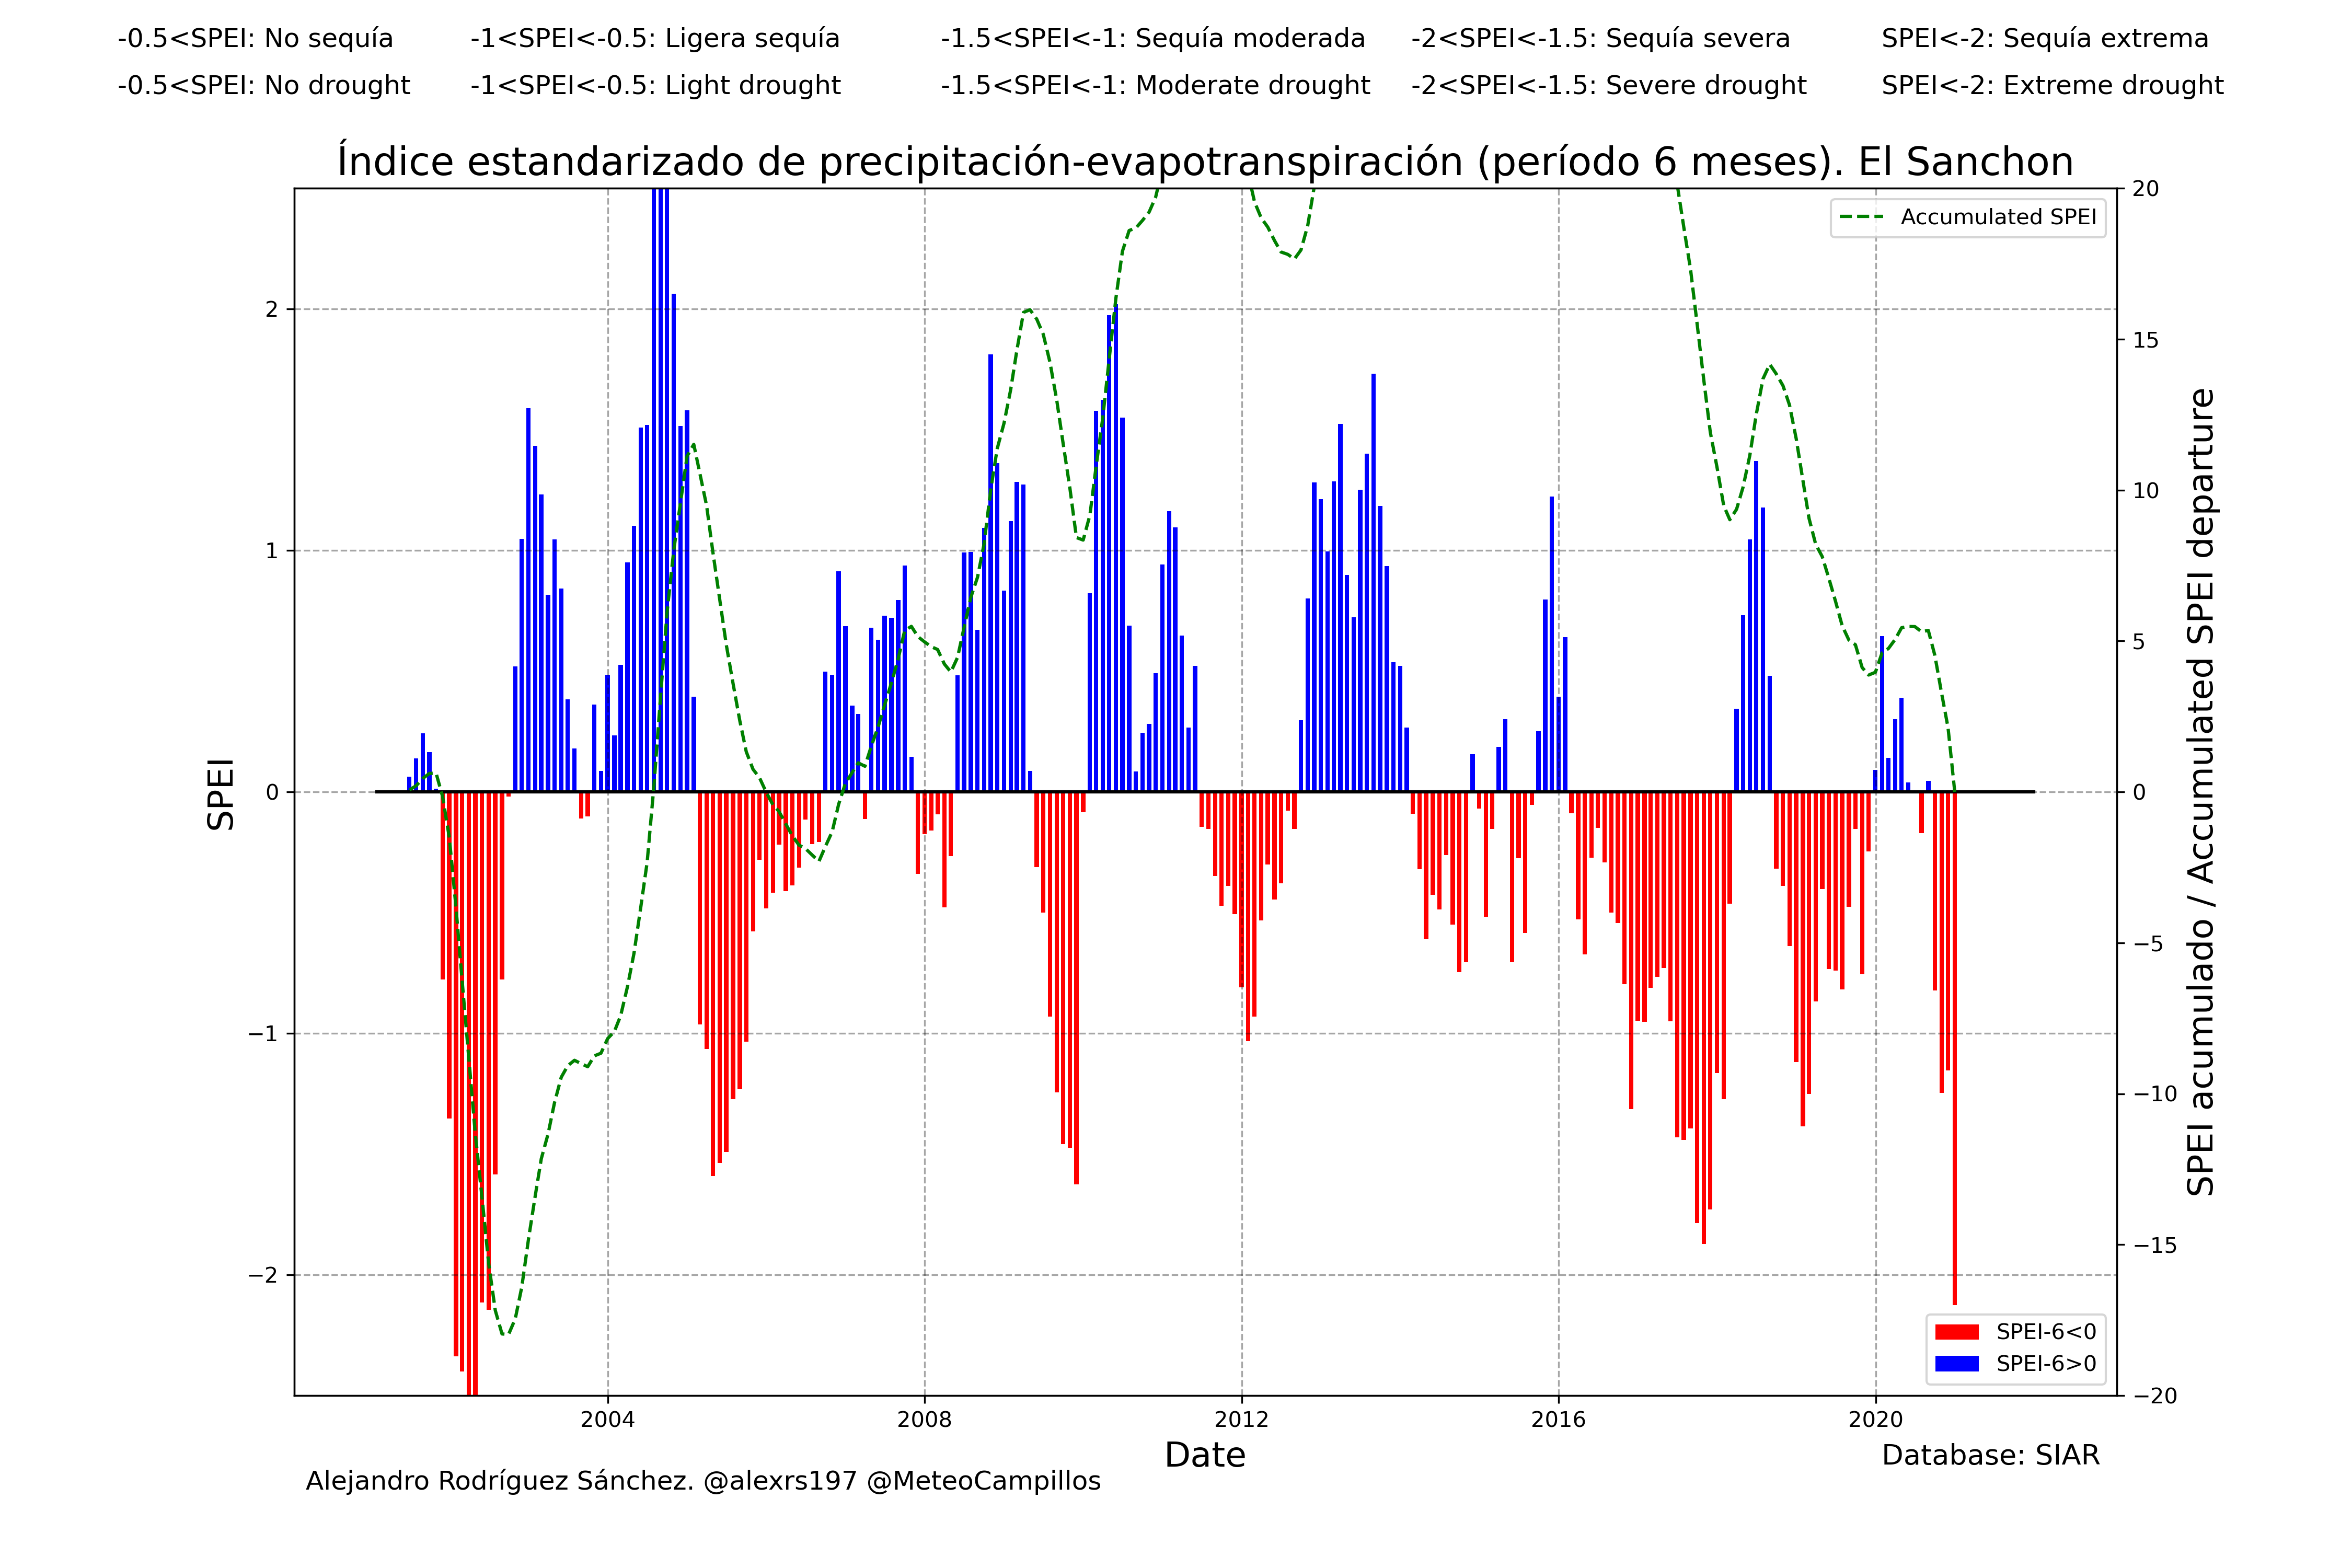 -0.5<SPEI: No sequía -1<SPEI<-0.5: Ligera sequía -1.5<SPEI<-1: Sequía moderada -2<SPEI<-1.5: Sequía severa SPEI<-2: Sequía extrema
-0.5<SPEI: No drought -1<SPEI<-0.5: Light drought -1.5<SPEI<-1: Moderate drought -2<SPEI<-1.5: Severe drought SPEI<-2: Extreme drought
Índice estandarizado de precipitación-evapotranspiración (período 6 meses). El Sanchon
Accumulated SPEI
SPEI
2
1
0
−1
−2
20
15
10
5
0
−5
−10
−15
−20
SPEI acumulado / Accumulated SPEI departure
SPEI-6<0
SPEI-6>0
2004 2008 2012 2016 2020
Date
Database: SIAR
Alejandro Rodríguez Sánchez. @alexrs197 @MeteoCampillos